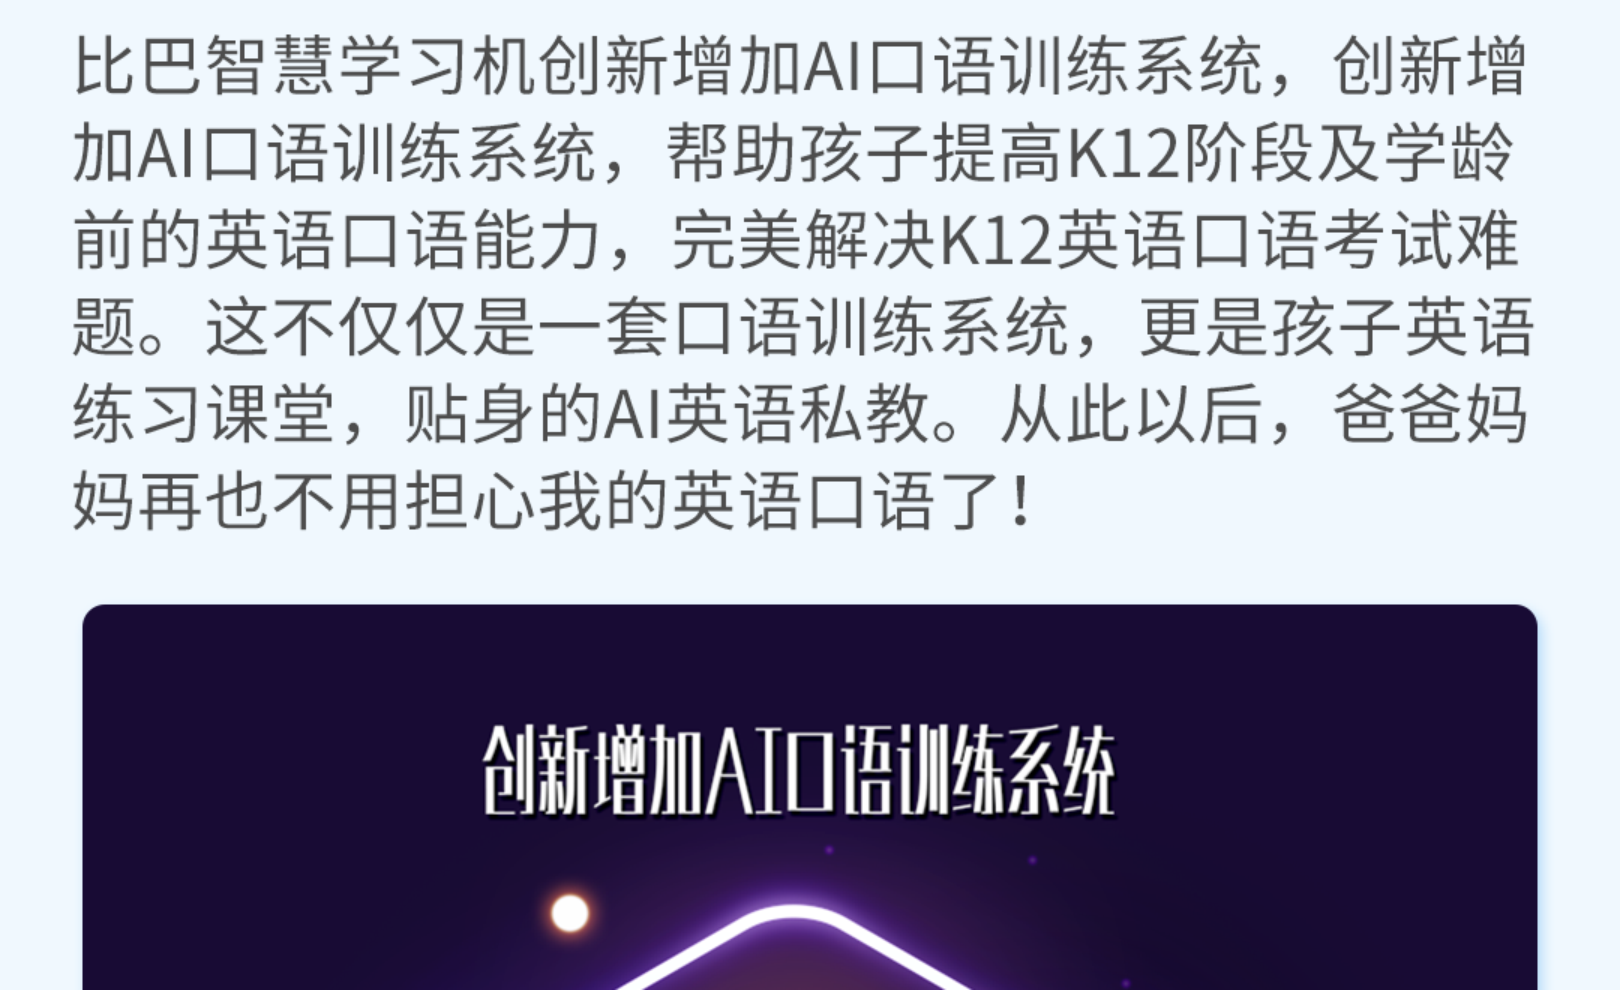 比巴智慧学习机创新增加AI口语训练系统，创新增
加AI口语训练系统，帮助孩子提高K12阶段及学龄
前的英语口语能力，完美解决K12英语口语考试难
题。这不仅仅是一套口语训练系统，更是孩子英语
练习课堂，贴身的AI英语私教。从此以后，爸爸妈
妈再也不用担心我的英语口语了！
创新增加AI口语训练系统